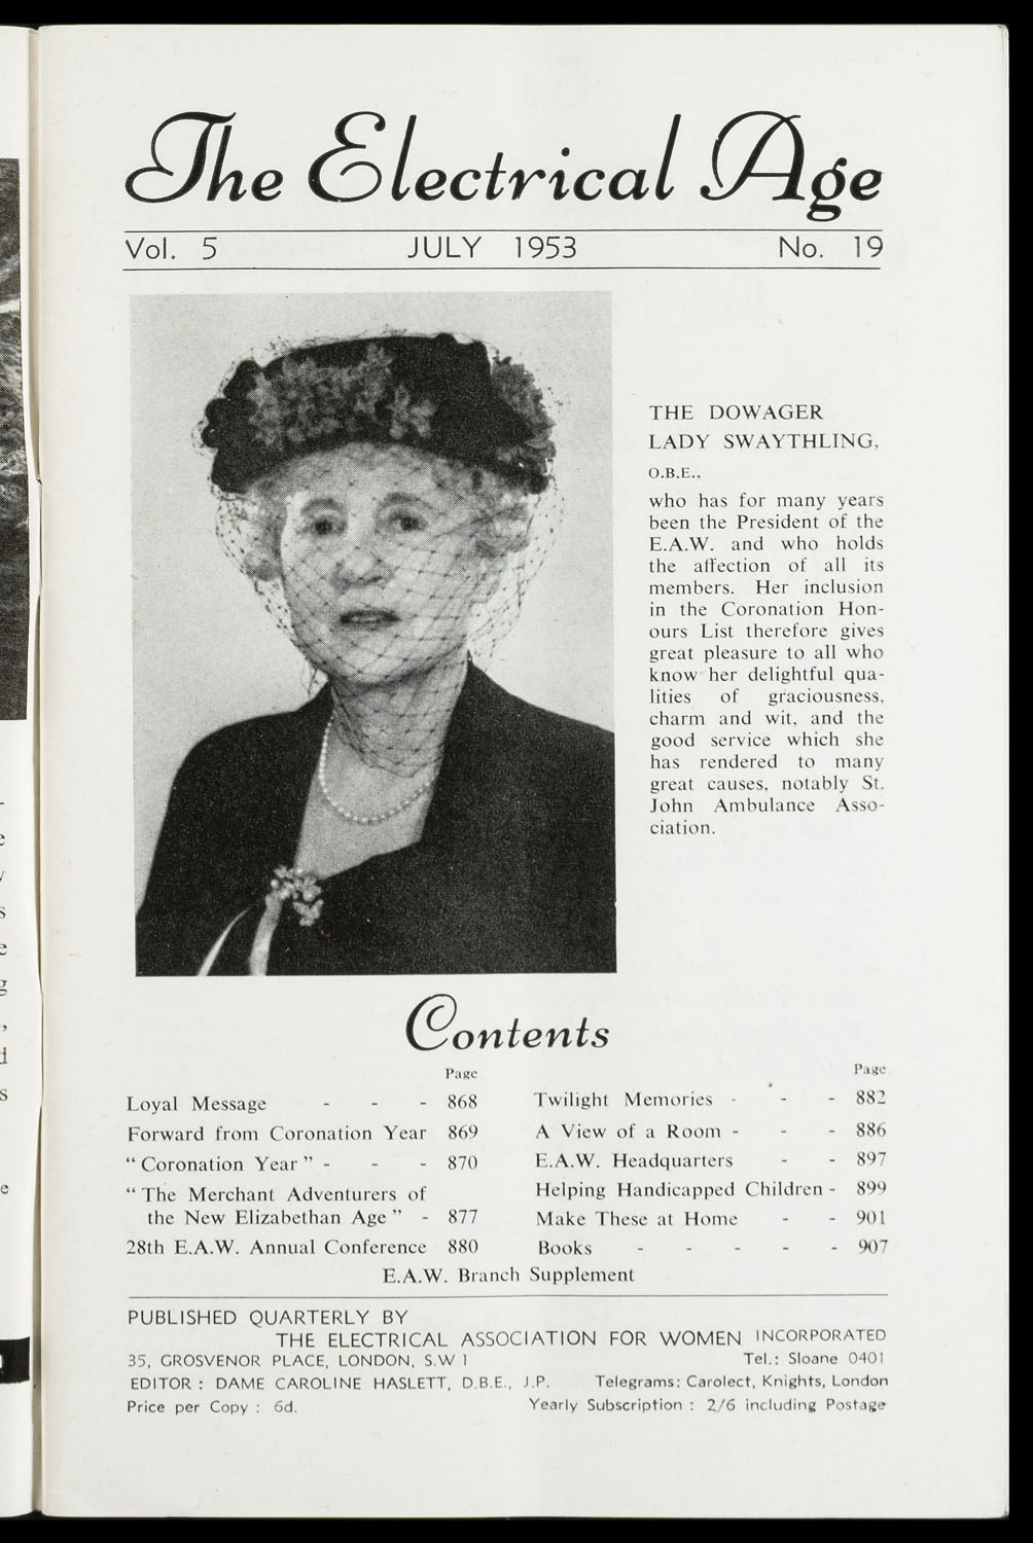 The Electrical Age
Vol. 5 JULY 1953 No. 19
THE DOWAGER
LADY SWAYTHLING,
O.B.E.,
who has for many years
been the President of the
E.A.W. and who holds
the affection of all its
members. Her inclusion
in the Coronation Hon-
ours List therefore gives
great pleasure to all who
know her delightful qua-
lities of graciousness,
charm and wit, and the
good service which she
has rendered to many
great causes, notably St.
John Ambulance Asso-
ciation.
Contents
Page
Loyal Message - - - 868
Forward from Coronation Year 869
“ Coronation Year ” - - - 870
“ The Merchant Adventurers of
the New Elizabethan Age ” - 877
28th E.A.W. Annual Conference 880
Page
Twilight Memories - - - 882
A View of a Room - - - 886
E.A.W. Headquarters - - 897
Helping Handicapped Children - 899
Make These at Home - - 901
Books - - - - - 907
E.A.W. Branch Supplement
PUBLISHED QUARTERLY BY
THE ELECTRICAL ASSOCIATION FOR WOMEN INCORPORATED
35, GROSVENOR PLACE, LONDON, S.W 1 Tel.: Sloane 0401
EDITOR : DAME CAROLINE HASLETT, D.B.E., J.P. Telegrams: Carolect, Knights, London
Price per Copy : 6d. Yearly Subscription : 2/6 including Postage